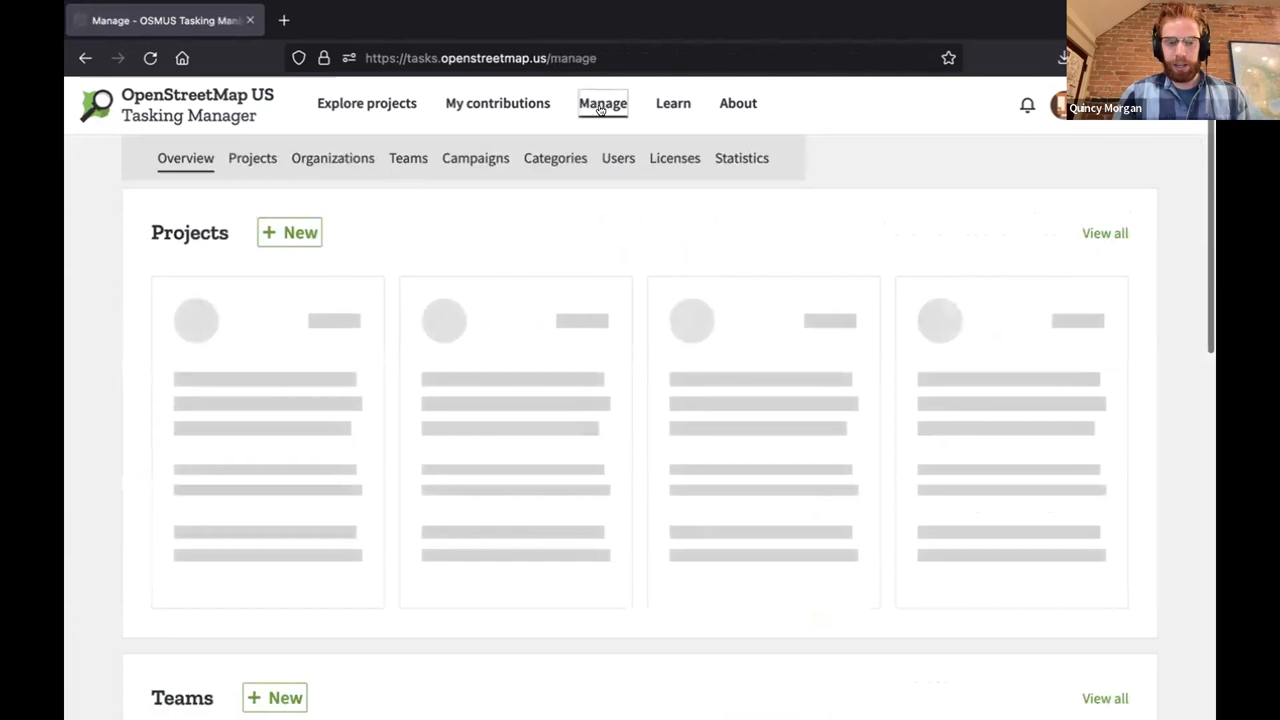 Manage - OSMUS Tasking Man
https://tasks.openstreetmap.us/manage
Quincy Morgan
OpenStreetMap US
Tasking Manager
Explore projects
My contributions
Manage
Learn
About
Overview
Projects
Organizations
Teams
Campaigns
Categories
Users
Licenses
Statistics
Projects
+ New
View all
Teams
+ New
View all